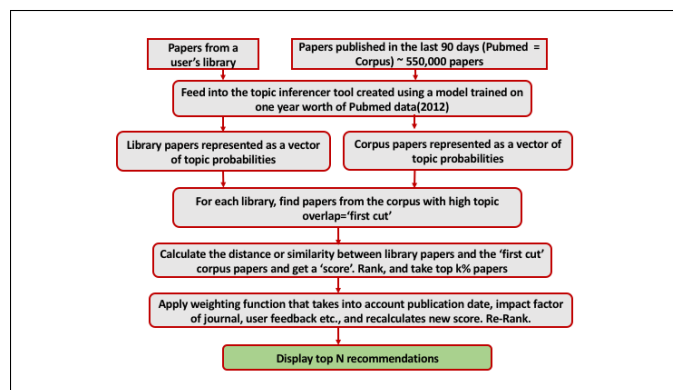 Papers from a
user's library
Papers published in the last 90 days (Pubmed =
Corpus) ~ 550,000 papers
Feed into the topic inferencer tool created using a model trained on
one year worth of Pubmed data(2012)
Library papers represented as a vector
of topic probabilities
Corpus papers represented as a vector of
topic probabilities
For each library, find papers from the corpus with high topic
overlap='first cut'
Calculate the distance or similarity between library papers and the 'first cut'
corpus papers and get a 'score'. Rank, and take top k% papers
Apply weighting function that takes into account publication date, impact factor
of journal, user feedback etc., and recalculates new score. Re-Rank.
Display top N recommendations